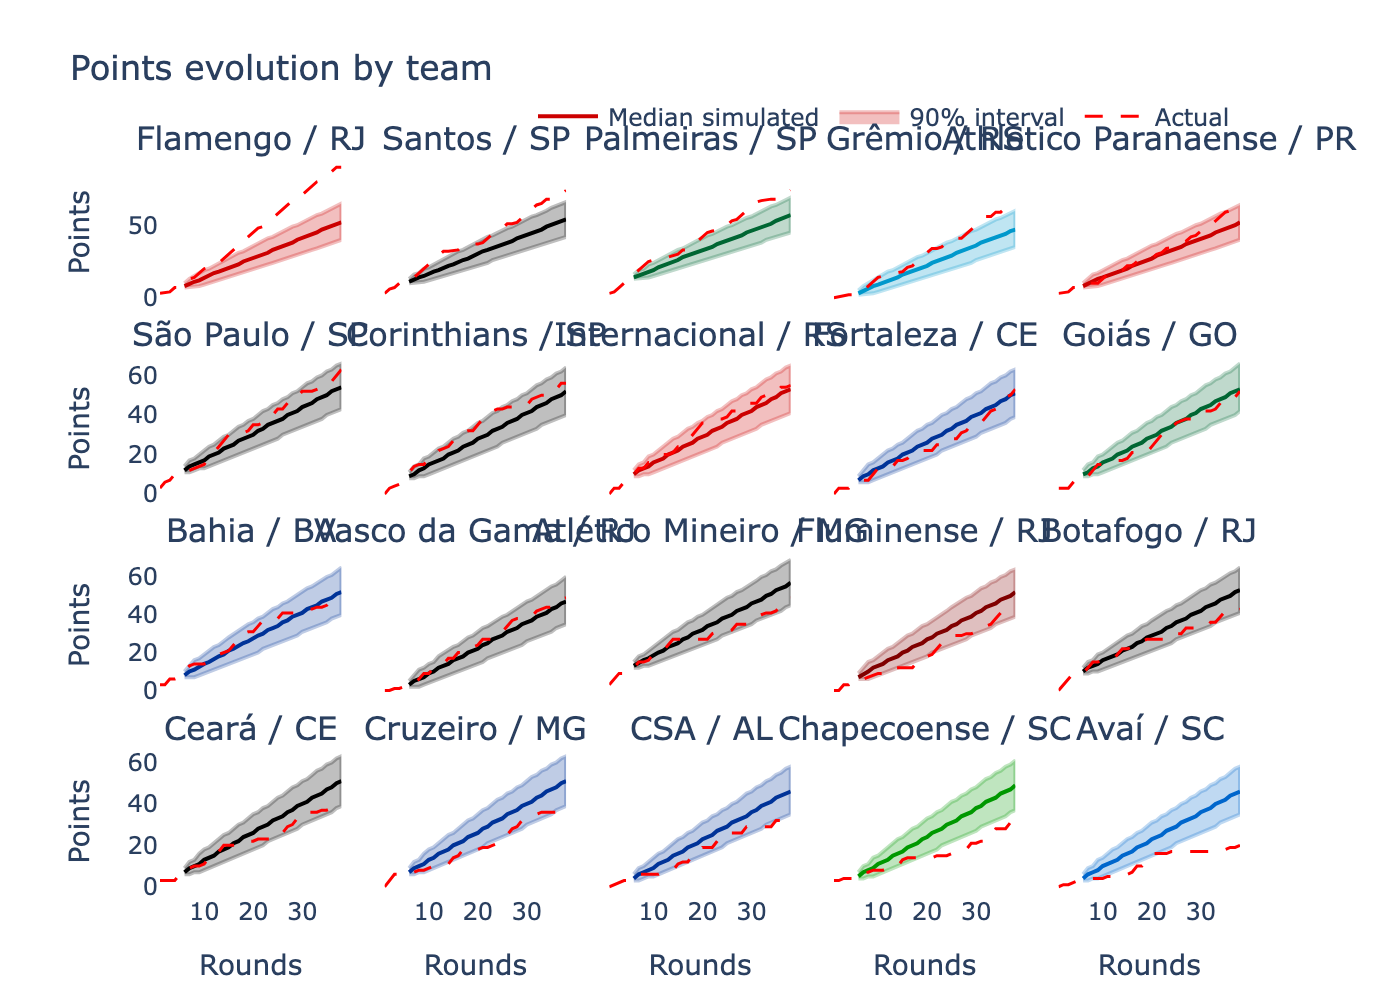 Points evolution by team
Median simulated 90% interval Actual
Flamengo / RJ Santos / SP Palmeiras / SP Grêmio / RS Athlético Paranaense / PR
Points
50
0
São Paulo / SP Corinthians / SP Internacional / RS Fortaleza / CE Goiás / GO
Points
60
40
20
0
Bahia / BA Vasco da Gama / RJ Atlético Mineiro / MG Fluminense / RJ Botafogo / RJ
Points
60
40
20
0
Ceará / CE Cruzeiro / MG CSA / AL Chapecoense / SC Avaí / SC
Points
60
40
20
0
10 20 30 10 20 30 10 20 30 10 20 30 10 20 30
Rounds Rounds Rounds Rounds Rounds